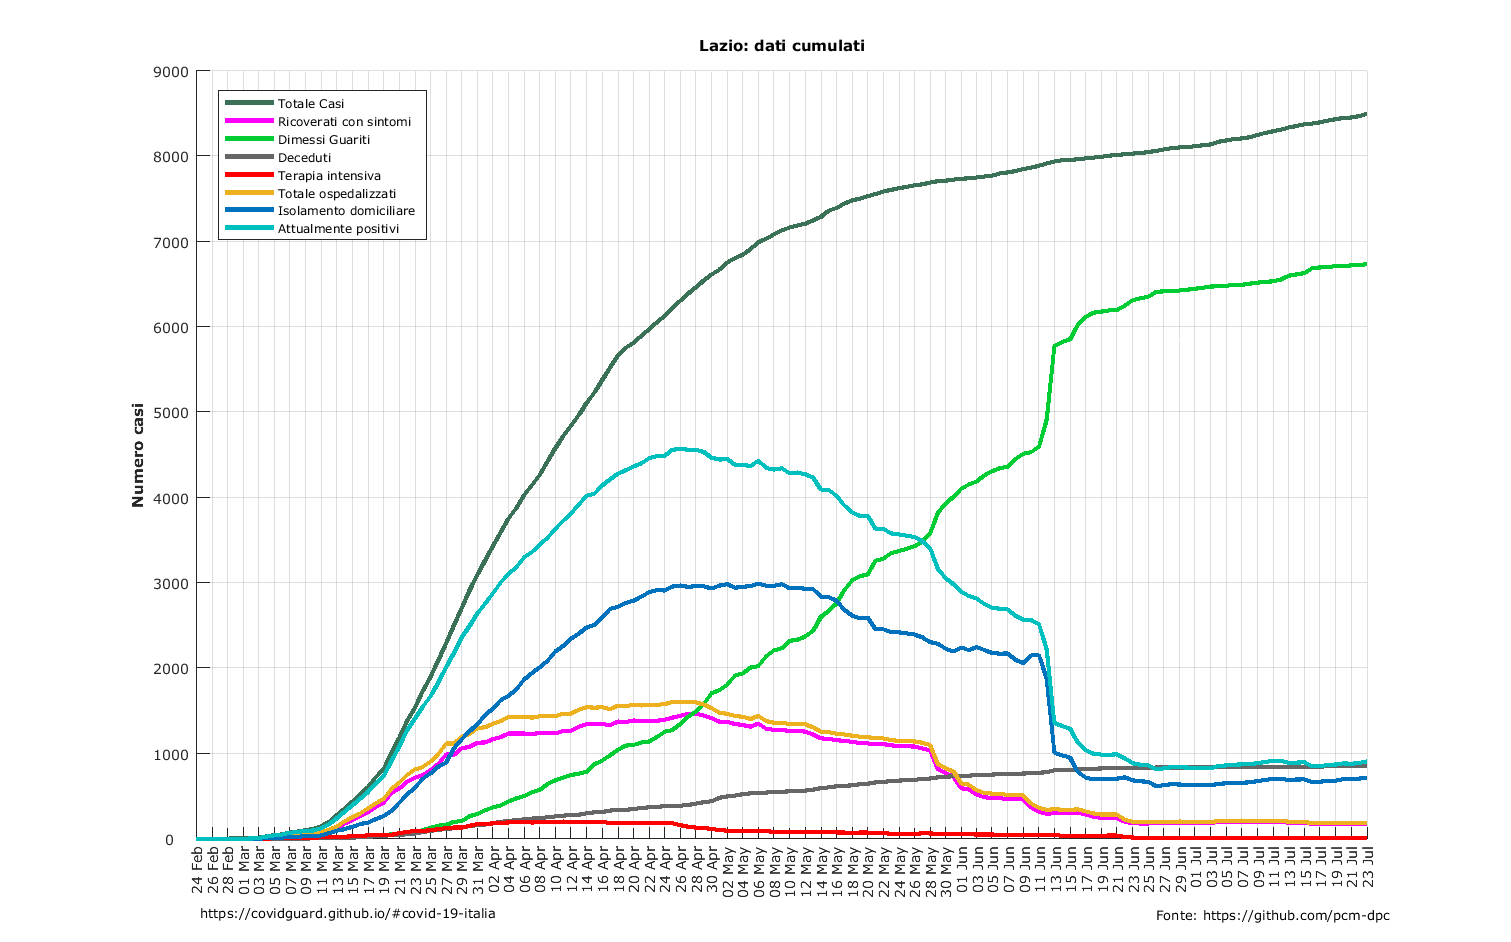 Lazio: dati cumulati
9000
8000
7000
6000
5000
4000
3000
2000
1000
0
Numero casi
Totale Casi
Ricoverati con sintomi
Dimessi Guariti
Deceduti
Terapia intensiva
Totale ospedalizzati
Isolamento domiciliare
Attualmente positivi
24 Feb
26 Feb
28 Feb
01 Mar
03 Mar
05 Mar
07 Mar
09 Mar
11 Mar
13 Mar
15 Mar
17 Mar
19 Mar
21 Mar
23 Mar
25 Mar
27 Mar
29 Mar
31 Mar
02 Apr
04 Apr
06 Apr
08 Apr
10 Apr
12 Apr
14 Apr
16 Apr
18 Apr
20 Apr
22 Apr
24 Apr
26 Apr
28 Apr
30 Apr
02 May
04 May
06 May
08 May
10 May
12 May
14 May
16 May
18 May
20 May
22 May
24 May
26 May
28 May
30 May
01 Jun
03 Jun
05 Jun
07 Jun
09 Jun
11 Jun
13 Jun
15 Jun
17 Jun
19 Jun
21 Jun
23 Jun
25 Jun
27 Jun
29 Jun
01 Jul
03 Jul
05 Jul
07 Jul
09 Jul
11 Jul
13 Jul
15 Jul
17 Jul
19 Jul
21 Jul
23 Jul
https://covidguard.github.io/#covid-19-italia
Fonte: https://github.com/pcm-dpc